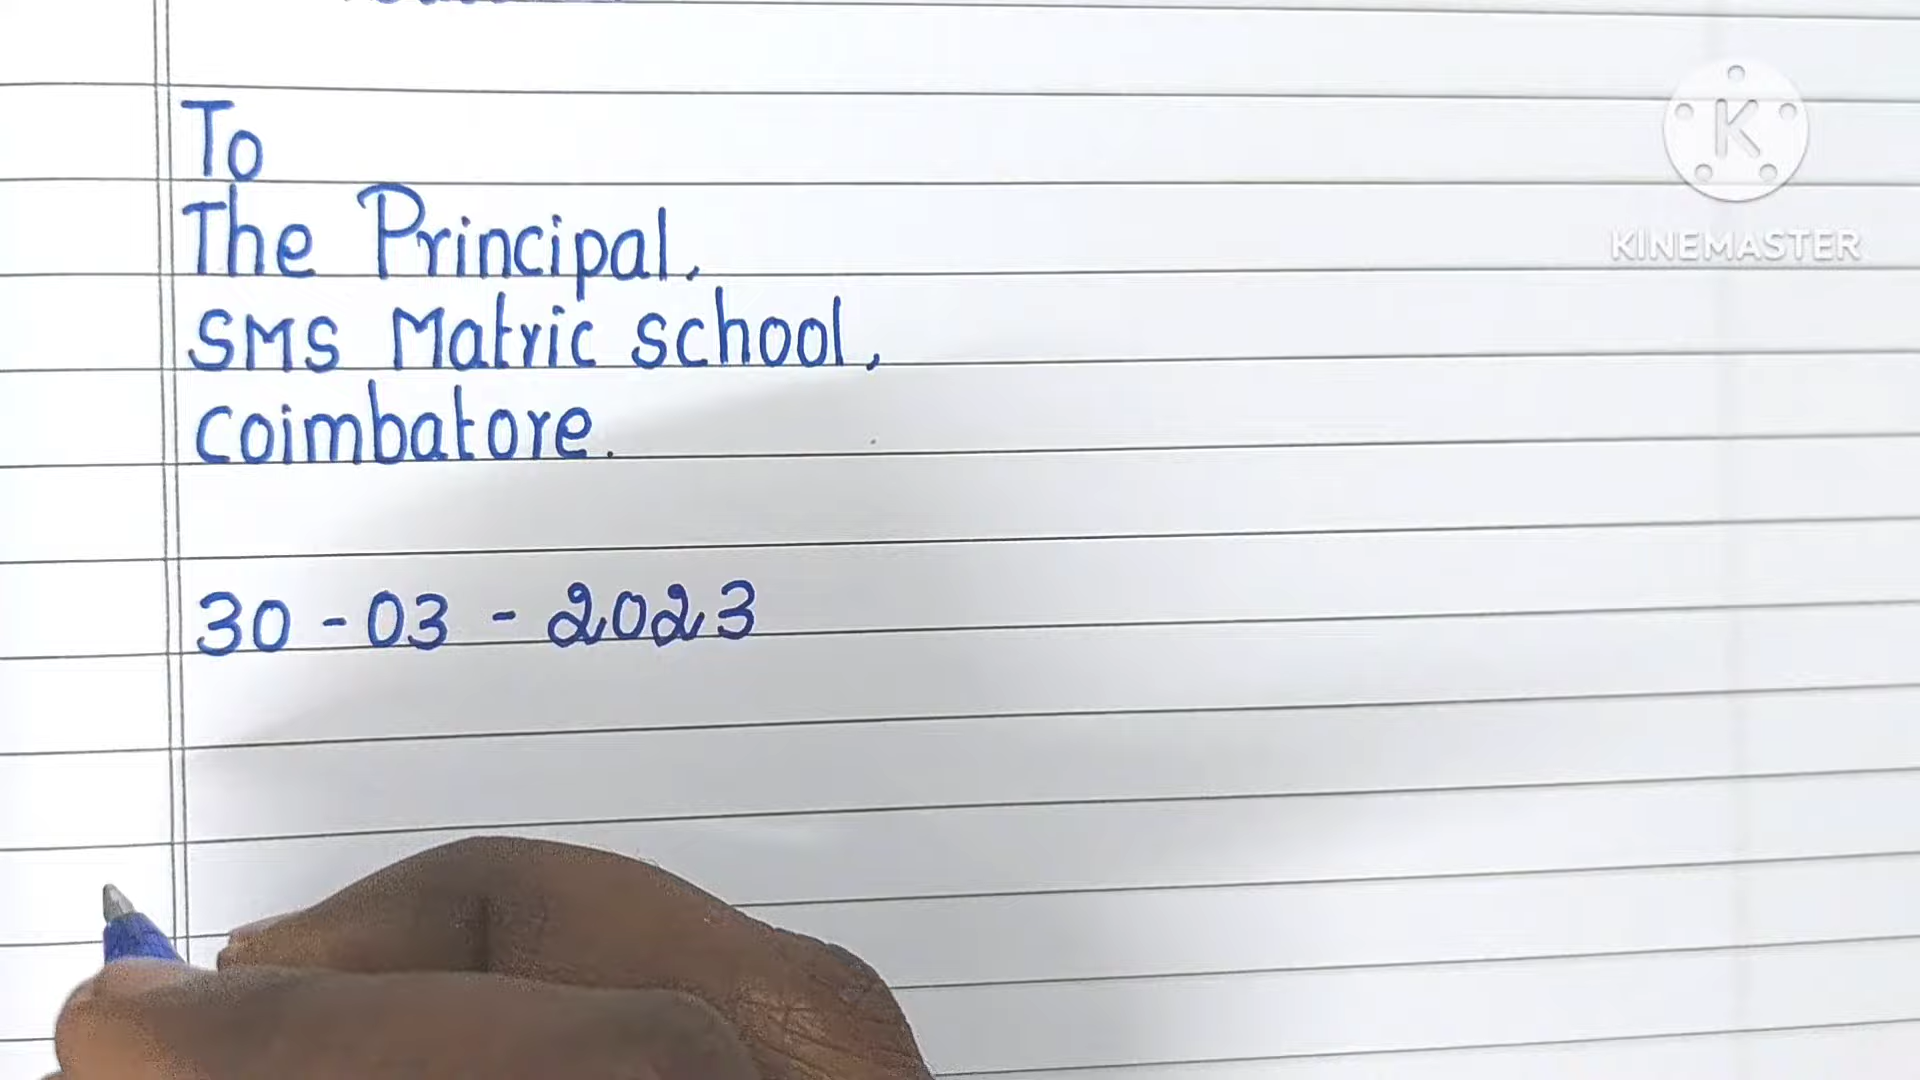 To
The Principal,
SMS Matric school,
Coimbatore.
30 - 03 - 2023
K
KINEMASTER